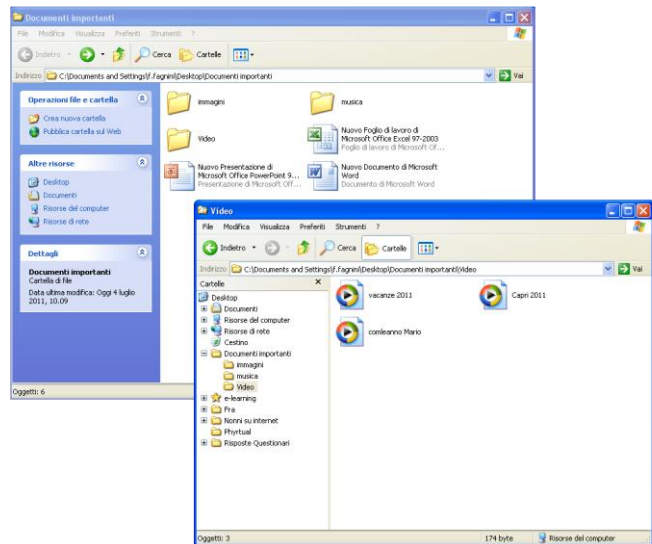 Documenti importanti
File Modifica Visualizza Preferiti Strumenti ?
Indietro Cerca Cartelle
Indirizzo C:\Documents and Settings\f.fagnini\Desktop\Documenti importanti Vai
Operazioni file e cartella
Crea nuova cartella
Pubblica cartella sul Web
Altre risorse
Desktop
Documenti
Risorse del computer
Risorse di rete
Dettagli
Documenti importanti
Cartella di file
Data ultima modifica: Oggi 4 luglio
2011, 10.09
immagini
musica
Video
Nuovo Foglio di lavoro di
Microsoft Office Excel 97-2003
Foglio di lavoro di Microsoft Of...
Nuovo Presentazione di
Microsoft Office PowerPoint 9...
Presentazione di Microsoft Off...
Nuovo Documento di Microsoft
Word
Documento di Microsoft Word
Oggetti: 6
Video
File Modifica Visualizza Preferiti Strumenti ?
Indietro Cerca Cartelle
Indirizzo C:\Documents and Settings\f.fagnini\Desktop\Documenti importanti\Video Vai
Cartelle X
Desktop
Documenti
Risorse del computer
Risorse di rete
Cestino
Documenti importanti
immagini
musica
Video
e-learning
Fra
Nonni su internet
Phyrtual
Risposte Questionari
vacanze 2011
Capri 2011
comleanno Mario
Oggetti: 3 174 byte Risorse del computer